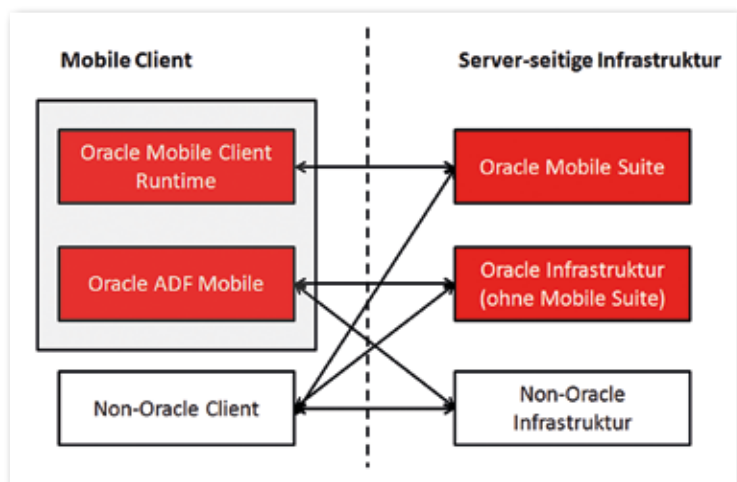 Mobile Client
Server-seitige Infrastruktur
Oracle Mobile Client
Runtime
Oracle Mobile Suite
Oracle ADF Mobile
Oracle Infrastruktur
(ohne Mobile Suite)
Non-Oracle Client
Non-Oracle
Infrastruktur